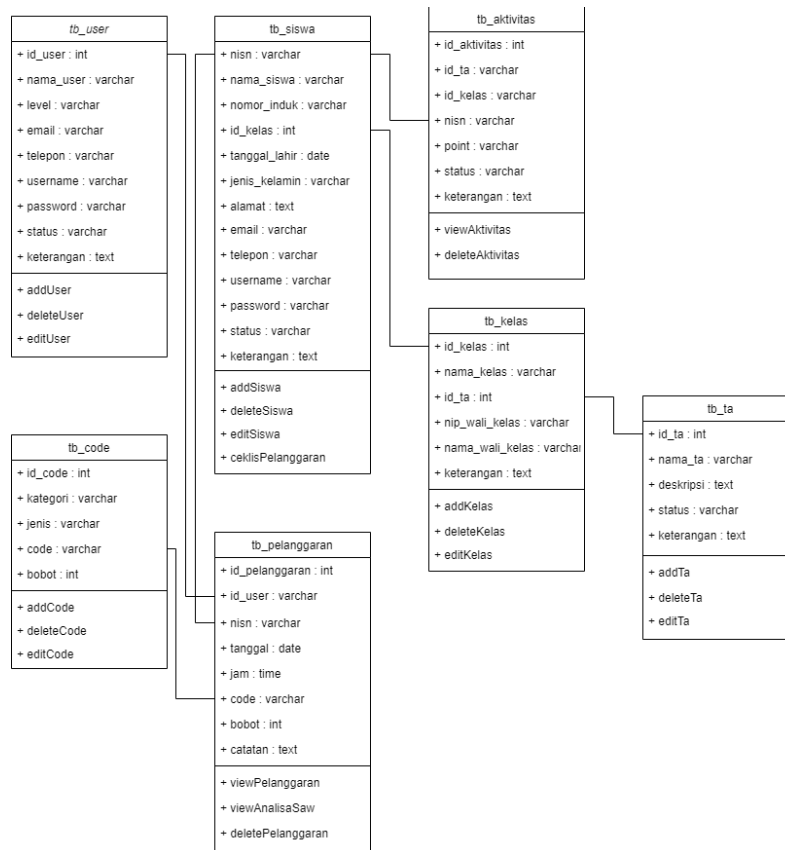 tb_user
+ id_user : int
+ nama_user : varchar
+ level : varchar
+ email : varchar
+ telepon : varchar
+ username : varchar
+ password : varchar
+ status : varchar
+ keterangan : text
+ addUser
+ deleteUser
+ editUser
tb_siswa
+ nisn : varchar
+ nama_siswa : varchar
+ nomor_induk : varchar
+ id_kelas : int
+ tanggal_lahir : date
+ jenis_kelamin : varchar
+ alamat : text
+ email : varchar
+ telepon : varchar
+ username : varchar
+ password : varchar
+ status : varchar
+ keterangan : text
+ addSiswa
+ deleteSiswa
+ editSiswa
+ ceklisPelanggaran
tb_aktivitas
+ id_aktivitas : int
+ id_ta : varchar
+ id_kelas : varchar
+ nisn : varchar
+ point : varchar
+ status : varchar
+ keterangan : text
+ viewAktivitas
+ deleteAktivitas
tb_kelas
+ id_kelas : int
+ nama_kelas : varchar
+ id_ta : int
+ nip_wali_kelas : varchar
+ nama_wali_kelas : varchar
+ keterangan : text
+ addKelas
+ deleteKelas
+ editKelas
tb_ta
+ id_ta : int
+ nama_ta : varchar
+ deskripsi : text
+ status : varchar
+ keterangan : text
+ addTa
+ deleteTa
+ editTa
tb_code
+ id_code : int
+ kategori : varchar
+ jenis : varchar
+ code : varchar
+ bobot : int
+ addCode
+ deleteCode
+ editCode
tb_pelanggaran
+ id_pelanggaran : int
+ id_user : varchar
+ nisn : varchar
+ tanggal : date
+ jam : time
+ code : varchar
+ bobot : int
+ catatan : text
+ viewPelanggaran
+ viewAnalisaSaw
+ deletePelanggaran